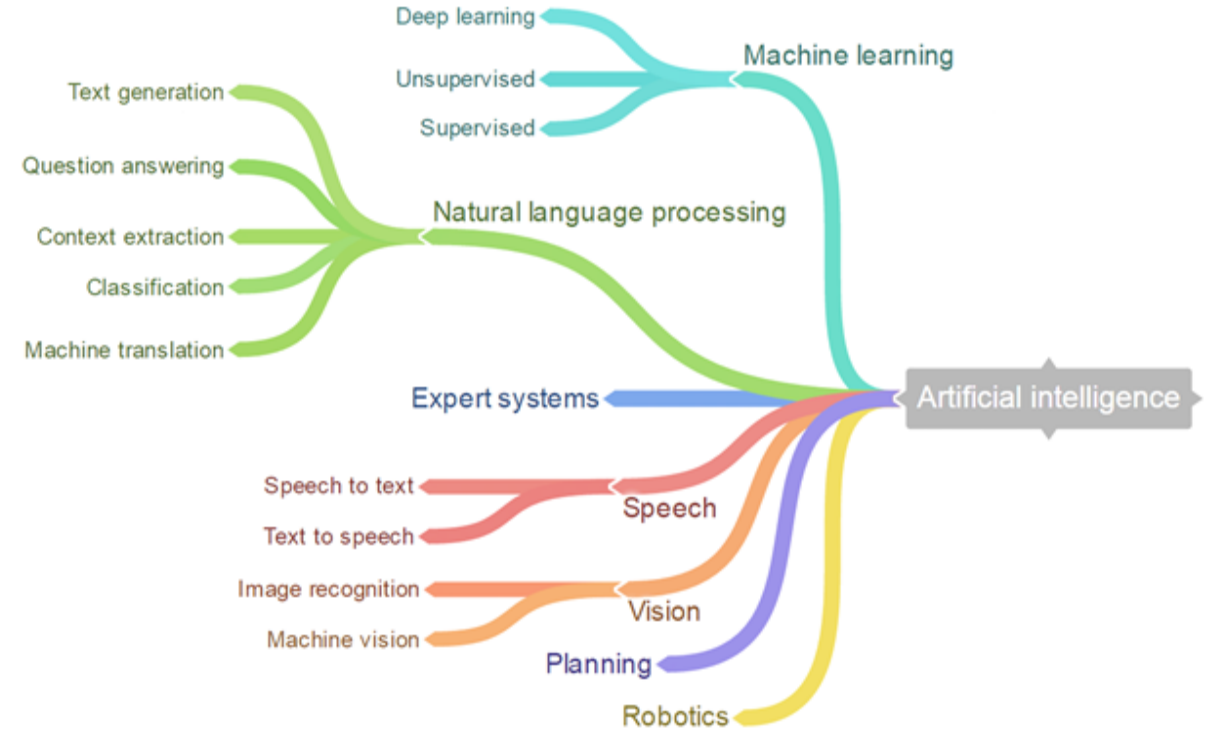 Deep learning
Machine learning
Unsupervised
Text generation
Supervised
Question answering
Natural language processing
Context extraction
Classification
Machine translation
Expert systems
Artificial intelligence
Speech to text
Speech
Text to speech
Image recognition
Vision
Machine vision
Planning
Robotics